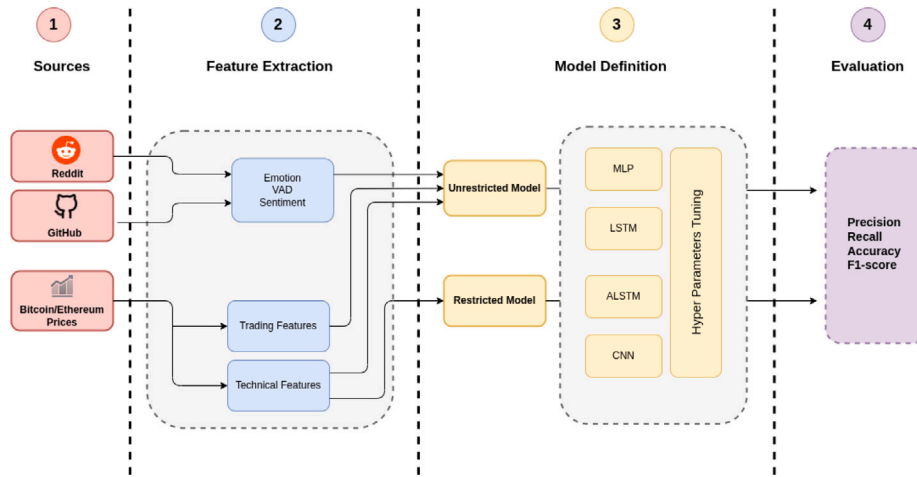 1
2
3
4
Sources
Feature Extraction
Model Definition
Evaluation
Reddit
GitHub
Bitcoin/Ethereum
Prices
Emotion
VAD
Sentiment
Trading Features
Technical Features
Unrestricted Model
Restricted Model
MLP
LSTM
ALSTM
CNN
Hyper Parameters Tuning
Precision
Recall
Accuracy
F1-score